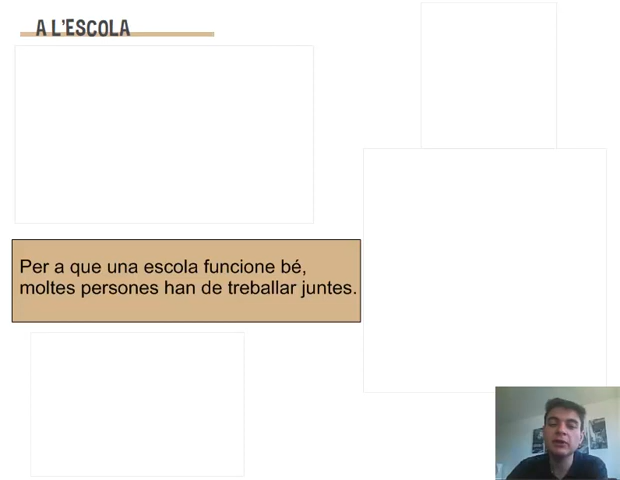 A L'ESCOLA
Per a que una escola funcione bé,
moltes persones han de treballar juntes.